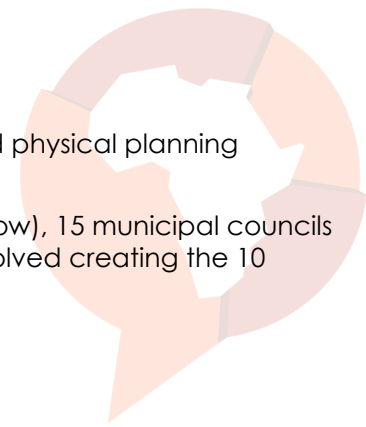 physical planning
ow), 15 municipal councils
olved creating the 10